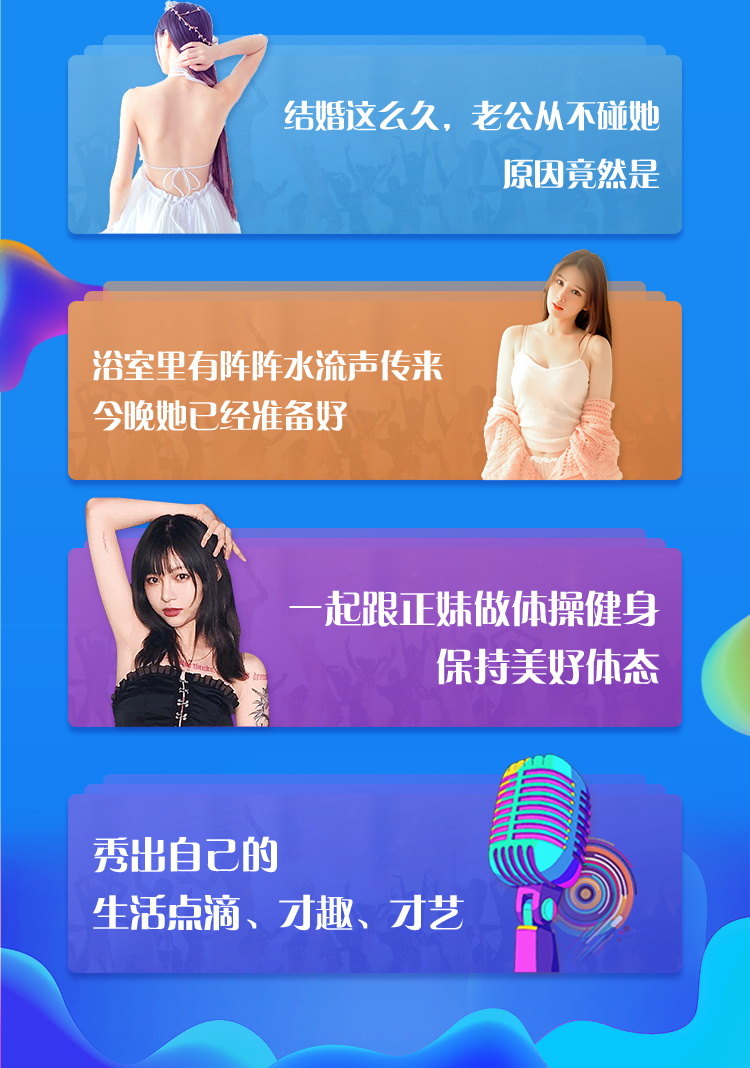 结婚这么久，老公从不碰她
原因竟然是
浴室里有阵阵水流声传来
今晚她已经准备好
一起跟正妹做体操健身
保持美好体态
秀出自己的
生活点滴、才趣、才艺